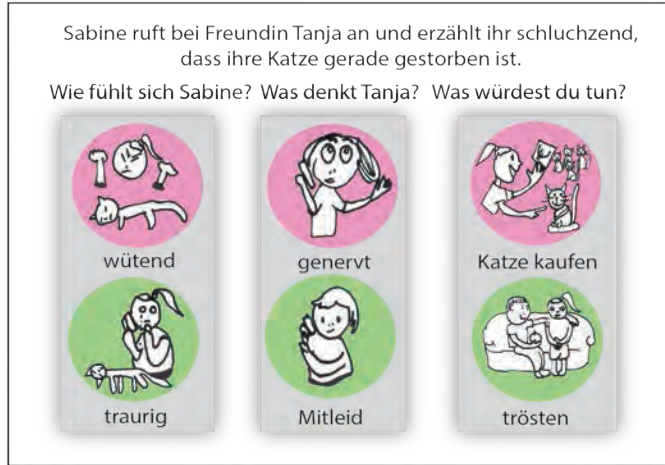 Sabine ruft bei Freundin Tanja an und erzählt ihr schluchzend,
dass ihre Katze gerade gestorben ist.
Wie fühlt sich Sabine? Was denkt Tanja? Was würdest du tun?
wütend
genervt
Katze kaufen
traurig
Mitleid
trösten